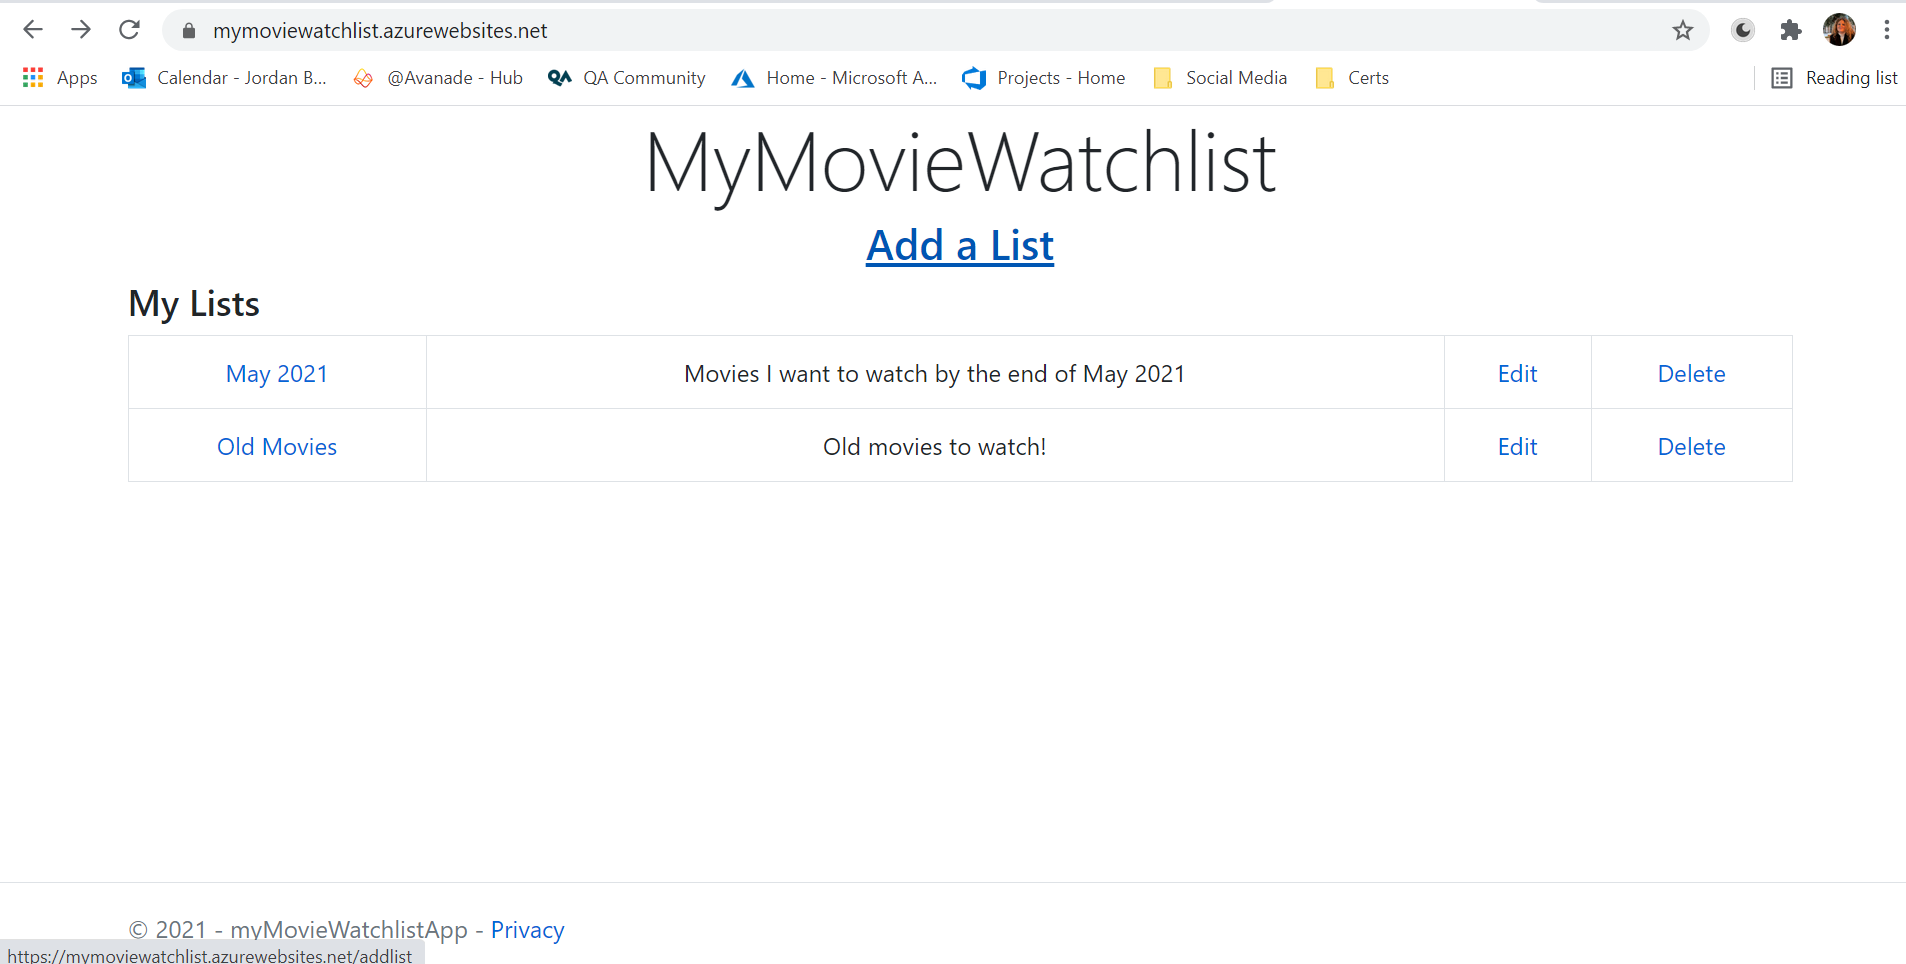 mymoviewatchlist.azurewebsites.net
Apps Calendar - Jordan B... @Avanade - Hub QA QA Community Home - Microsoft A... Projects - Home Social Media Certs Reading list
MyMovieWatchlist
Add a List
My Lists
May 2021 Movies I want to watch by the end of May 2021 Edit Delete
Old Movies Old movies to watch! Edit Delete
© 2021 - myMovieWatchlistApp - Privacy
https://mymoviewatchlist.azurewebsites.net/addlist